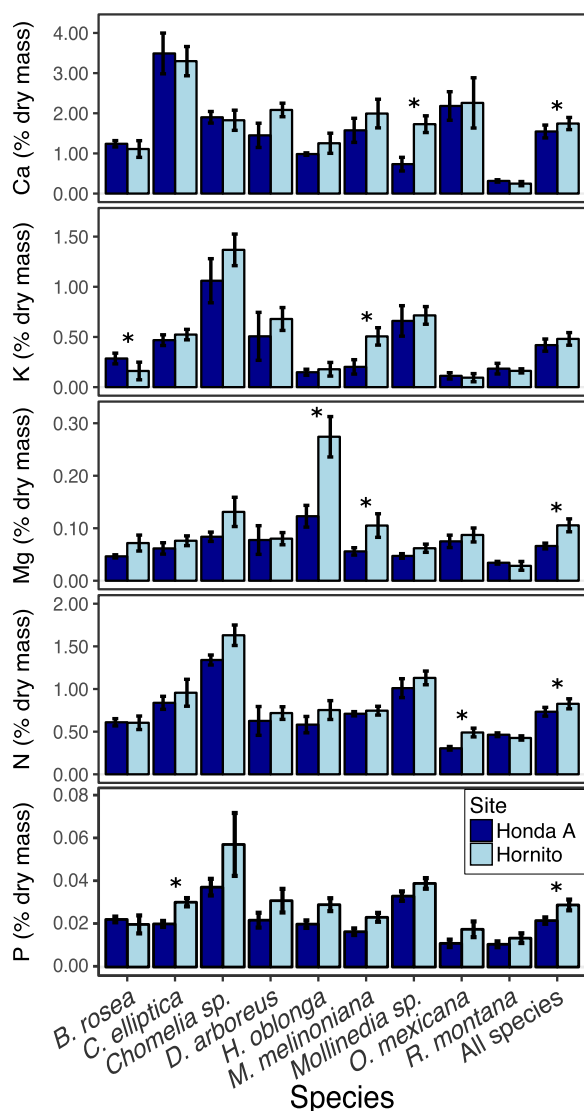 Ca (% dry mass)
4.00
3.00
2.00
1.00
0.00
*
*
K (% dry mass)
1.50
1.00
0.50
0.00
*
*
Mg (% dry mass)
0.30
0.20
0.10
0.00
*
*
*
N (% dry mass)
2.00
1.50
1.00
0.50
0.00
*
*
P (% dry mass)
0.08
0.06
0.04
0.02
0.00
*
*
Site
Honda A
Hornito
B. rosea
C. elliptica
Chomelia sp.
D. arboreus
H. oblonga
M. melinoniana
Mollinedia sp.
O. mexicana
R. montana
All species
Species